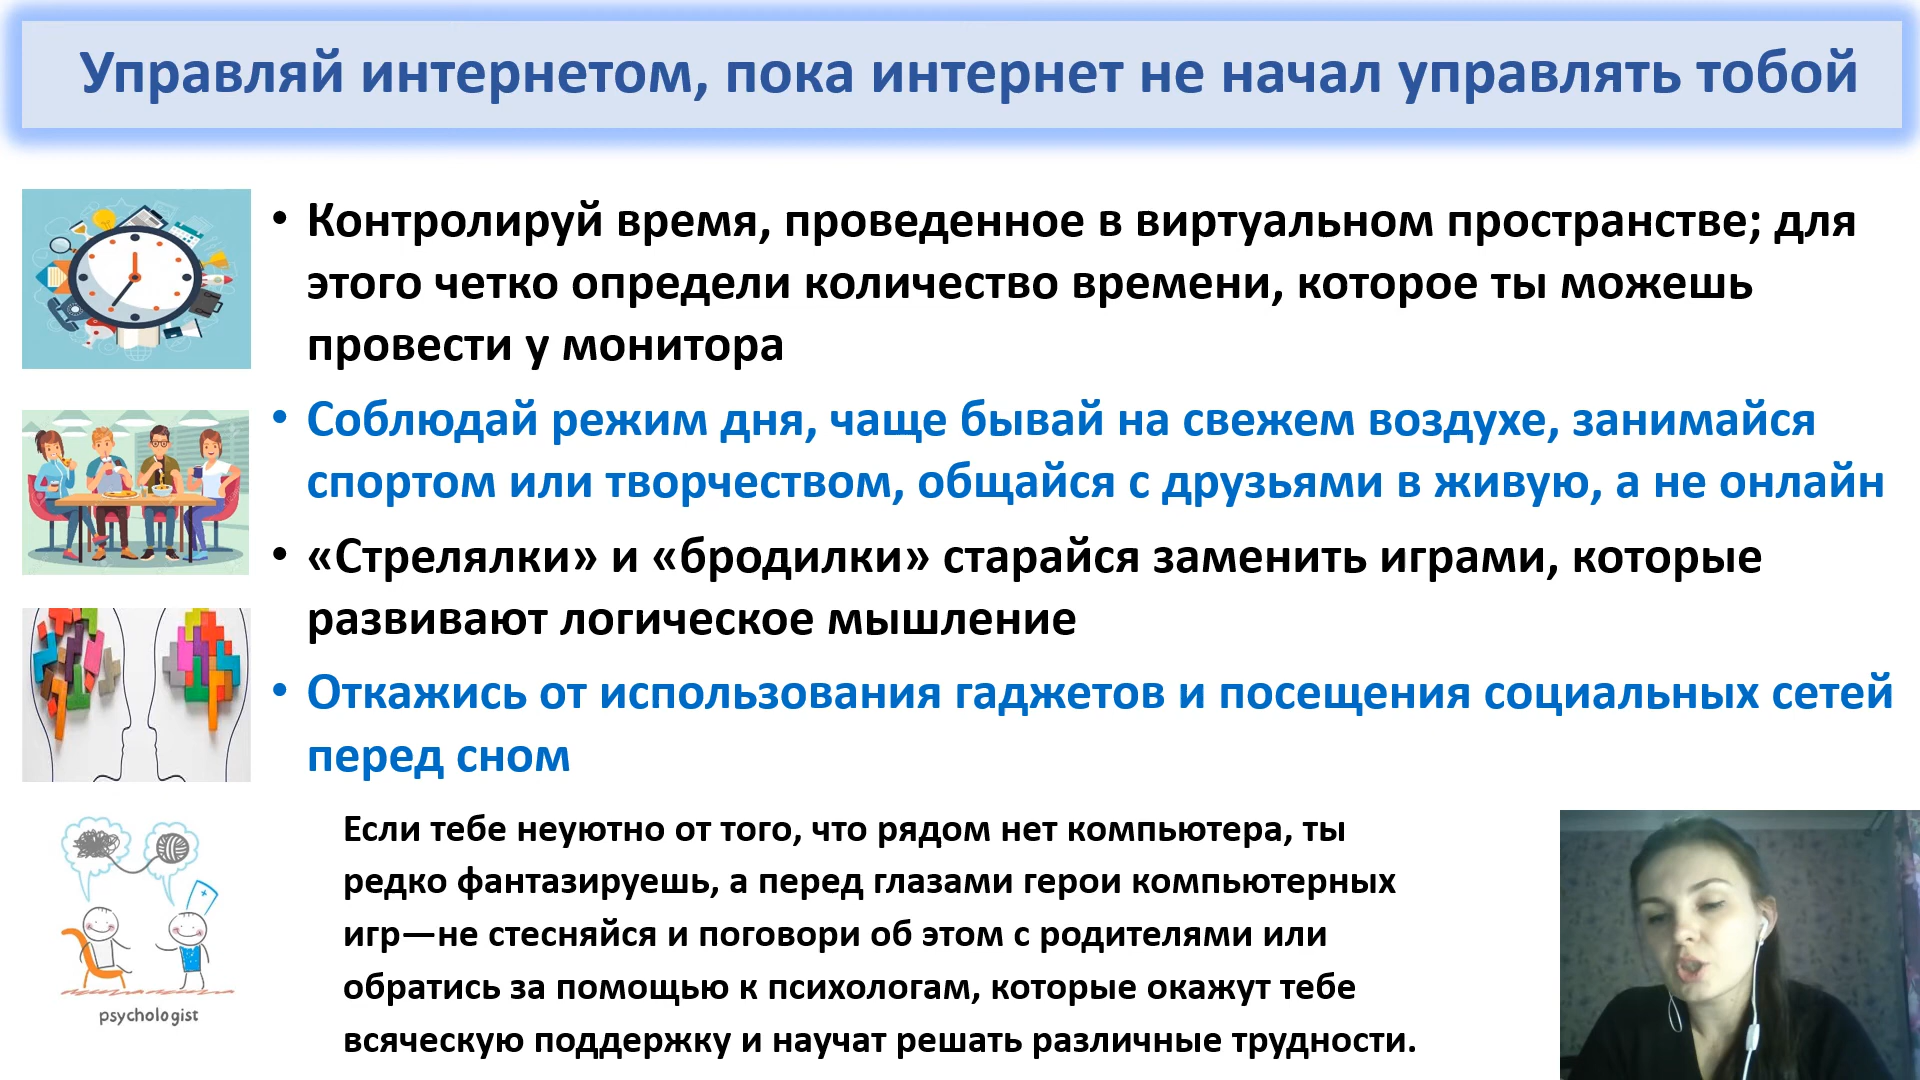 Управляй интернетом, пока интернет не начал управлять тобой
• Контролируй время, проведенное в виртуальном пространстве; для
этого четко определи количество времени, которое ты можешь
провести у монитора
• Соблюдай режим дня, чаще бывай на свежем воздухе, занимайся
спортом или творчеством, общайся с друзьями в живую, а не онлайн
• «Стрелялки» и «бродилки» старайся заменить играми, которые
развивают логическое мышление
• Откажись от использования гаджетов и посещения социальных сетей
перед сном
Если тебе неуютно от того, что рядом нет компьютера, ты
редко фантазируешь, а перед глазами герои компьютерных
игр—не стесняйся и поговори об этом с родителями или
обратись за помощью к психологам, которые окажут тебе
всяческую поддержку и научат решать различные трудности.
psychologist